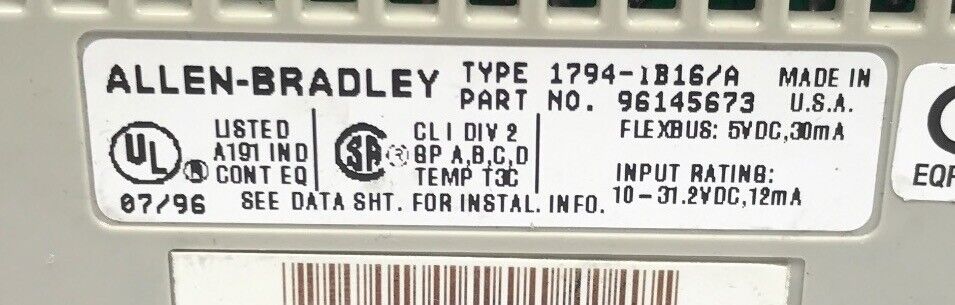 ALLEN-BRADLEY TYPE 1794-IB16/A MADE IN
PART NO. 96145673 U.S.A.
UL LISTED
A191 IND
CONT EQ
SA CL I DIV 2
GP A,B,C,D
TEMP T3C
FLEXBUS: 5VDC,30mA
INPUT RATING:
10-31.2VDC,12mA
07/96 SEE DATA SHT. FOR INSTAL. INFO.